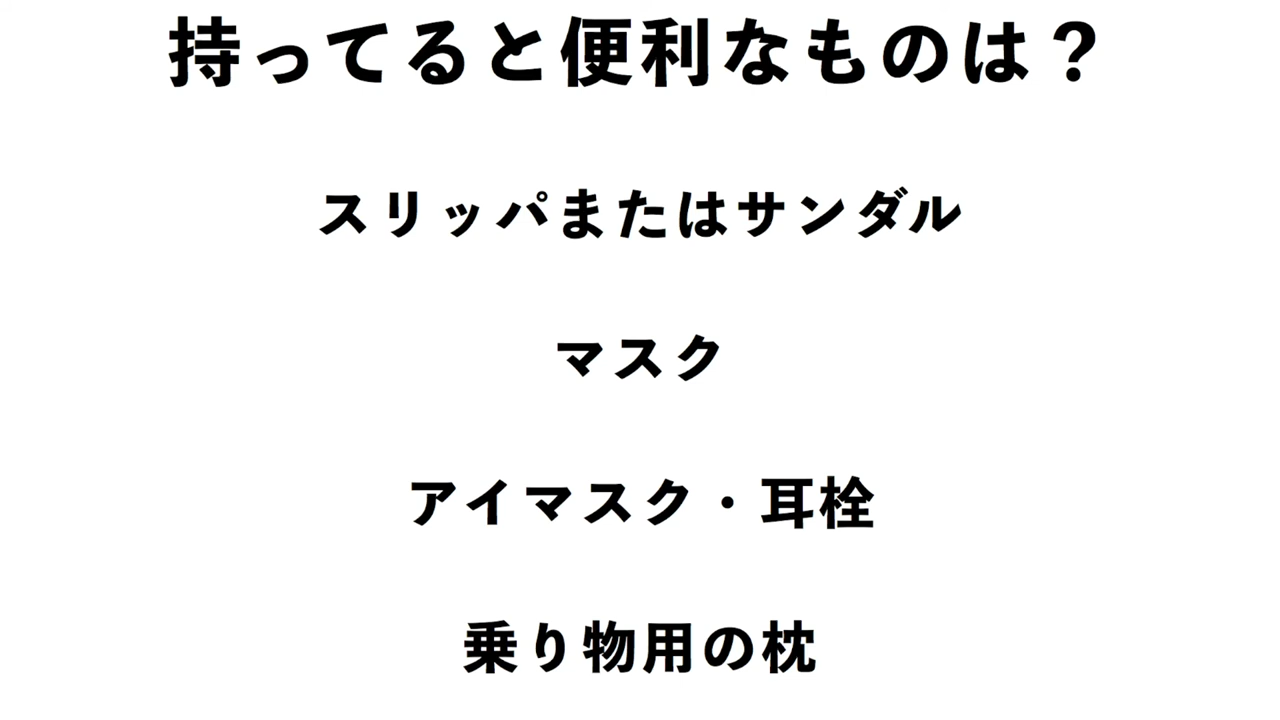 持ってると便利なものは？
スリッパまたはサンダル
マスク
アイマスク・耳栓
乗り物用の枕